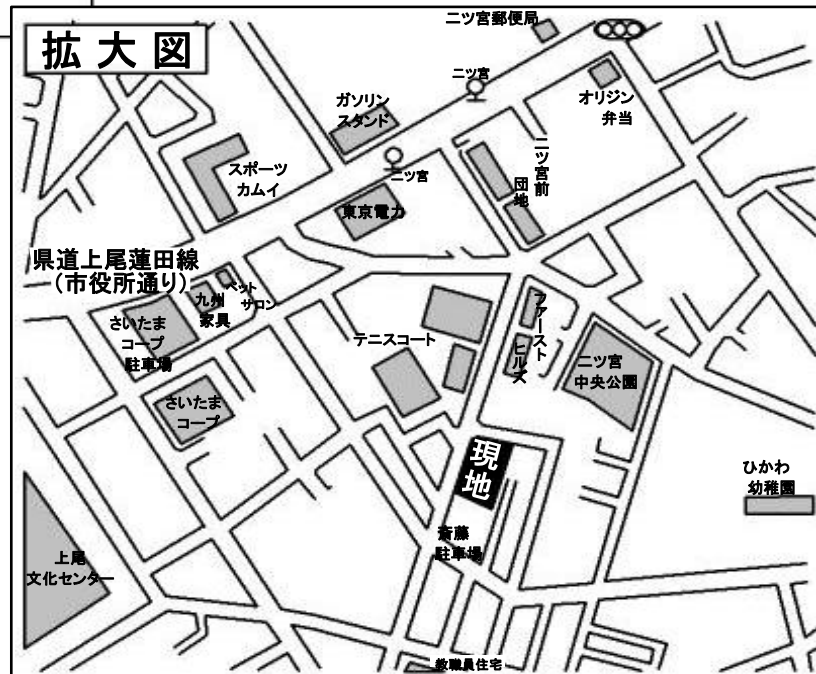 拡大図
二ツ宮郵便局
二ツ宮
オリジン
弁当
ガソリン
スタンド
二ツ宮
二ツ宮前
団地
スポーツ
カムイ
東京電力
県道上尾蓮田線
(市役所通り)
ペット
サロン
九州
家具
さいたま
コープ
駐車場
テニスコート
ファースト
ヒルズ
二ツ宮
中央公園
さいたま
コープ
現地
ひかわ
幼稚園
斎藤
駐車場
上尾
文化センター
教職員住宅